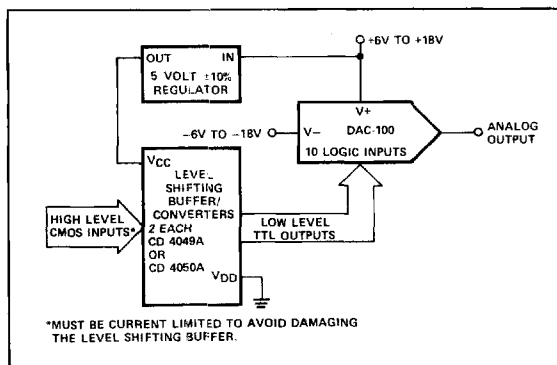 +6V TO +18V
OUT IN
5 VOLT ±10%
REGULATOR
V+
-6V TO -18V
V-
DAC-100
10 LOGIC INPUTS
ANALOG
OUTPUT
VCC
LEVEL
SHIFTING
BUFFER/
CONVERTERS
2 EACH
CD 4049A
OR
CD 4050A
VDD
HIGH LEVEL
CMOS INPUTS*
LOW LEVEL
TTL OUTPUTS
*MUST BE CURRENT LIMITED TO AVOID DAMAGING
THE LEVEL SHIFTING BUFFER.